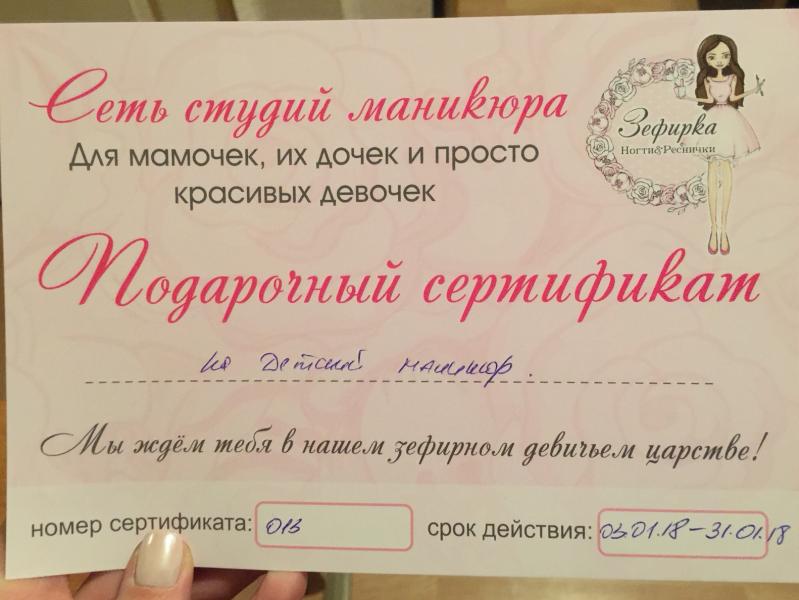 Сеть студий маникюра
Для мамочек, их дочек и просто
красивых девочек
Зефирка
Ногти&Реснички
Подарочный сертификат
на Детский маникюр.
Мы ждём тебя в нашем зефирном девичьем царстве!
номер сертификата: 013
срок действия: 03.01.18-31.01.18